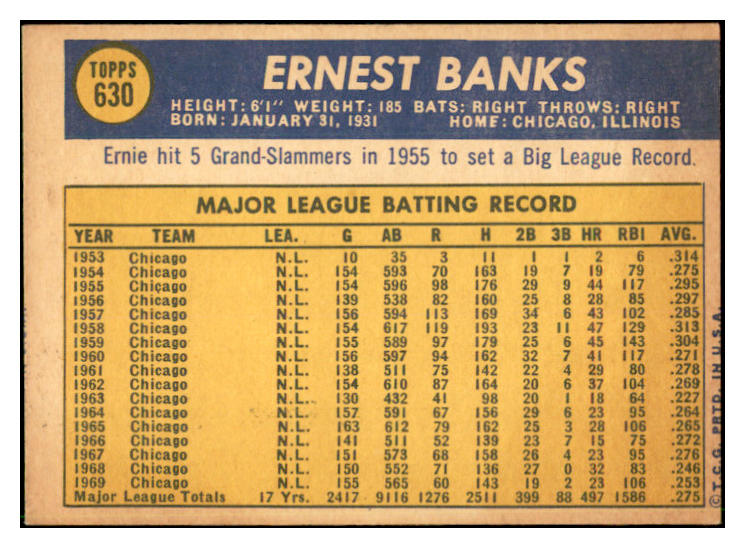 TOPPS
630
ERNEST BANKS
HEIGHT: 6'1" WEIGHT: 185 BATS: RIGHT THROWS: RIGHT
BORN: JANUARY 31, 1931 HOME: CHICAGO, ILLINOIS
Ernie hit 5 Grand-Slammers in 1955 to set a Big League Record.
MAJOR LEAGUE BATTING RECORD
YEAR TEAM LEA. G AB R H 2B 3B HR RBI AVG.
1953 Chicago N.L. 10 35 3 11 1 1 2 6 .314
1954 Chicago N.L. 154 593 70 163 19 7 19 79 .275
1955 Chicago N.L. 154 596 98 176 29 9 44 117 .295
1956 Chicago N.L. 139 538 82 160 25 8 28 85 .297
1957 Chicago N.L. 156 594 113 169 34 6 43 102 .285
1958 Chicago N.L. 154 617 119 193 23 11 47 129 .313
1959 Chicago N.L. 155 589 97 179 25 6 45 143 .304
1960 Chicago N.L. 156 597 94 162 32 7 41 117 .271
1961 Chicago N.L. 138 511 75 142 22 4 29 80 .278
1962 Chicago N.L. 154 610 87 164 20 6 37 104 .269
1963 Chicago N.L. 130 432 41 98 20 1 18 64 .227
1964 Chicago N.L. 157 591 67 156 29 6 23 95 .264
1965 Chicago N.L. 163 612 79 162 25 3 28 106 .265
1966 Chicago N.L. 141 511 52 139 23 7 15 75 .272
1967 Chicago N.L. 151 573 68 158 26 4 23 95 .276
1968 Chicago N.L. 150 552 71 136 27 0 32 83 .246
1969 Chicago N.L. 155 565 60 143 19 2 23 106 .253
Major League Totals 17 Yrs. 2417 9116 1276 2511 399 88 497 1586 .275
© T.C.G. PRTD. IN U.S.A.